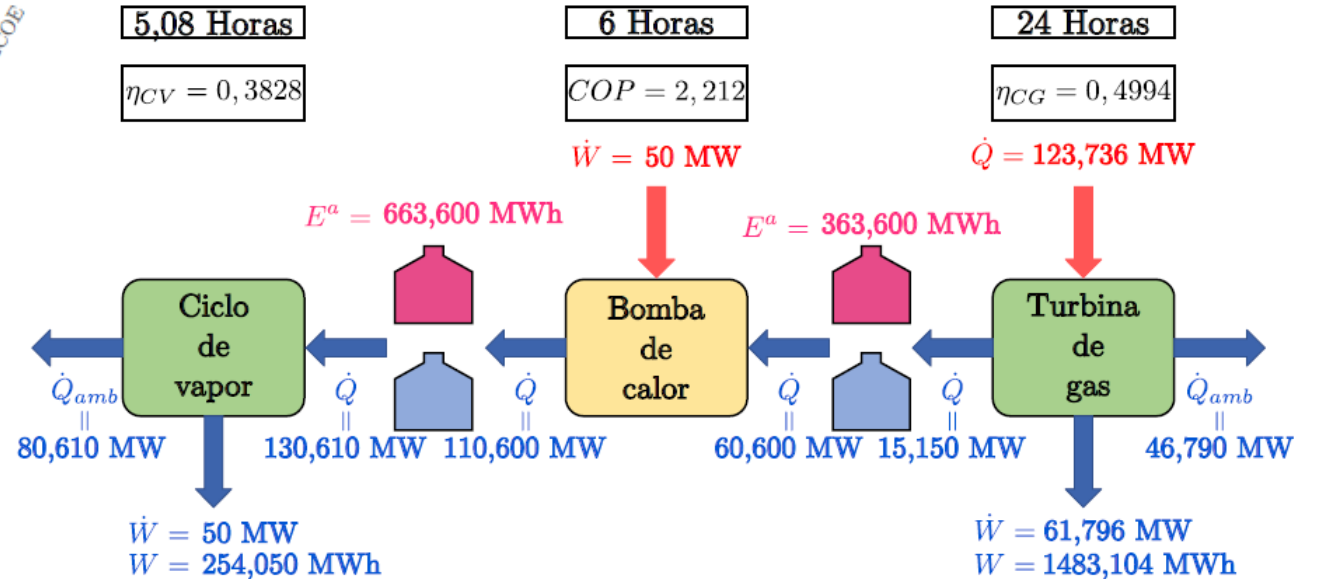 5,08 Horas
6 Horas
24 Horas
η_CV = 0,3828
COP = 2,212
η_CG = 0,4994
Ẇ = 50 MW
Q̇ = 123,736 MW
Eᵃ = 663,600 MWh
Eᵃ = 363,600 MWh
Ciclo
de
vapor
Bomba
de
calor
Turbina
de
gas
Q̇_amb
=
80,610 MW
Q̇
=
130,610 MW
Q̇
=
110,600 MW
Q̇
=
60,600 MW
Q̇
=
15,150 MW
Q̇_amb
=
46,790 MW
Ẇ = 50 MW
W = 254,050 MWh
Ẇ = 61,796 MW
W = 1483,104 MWh